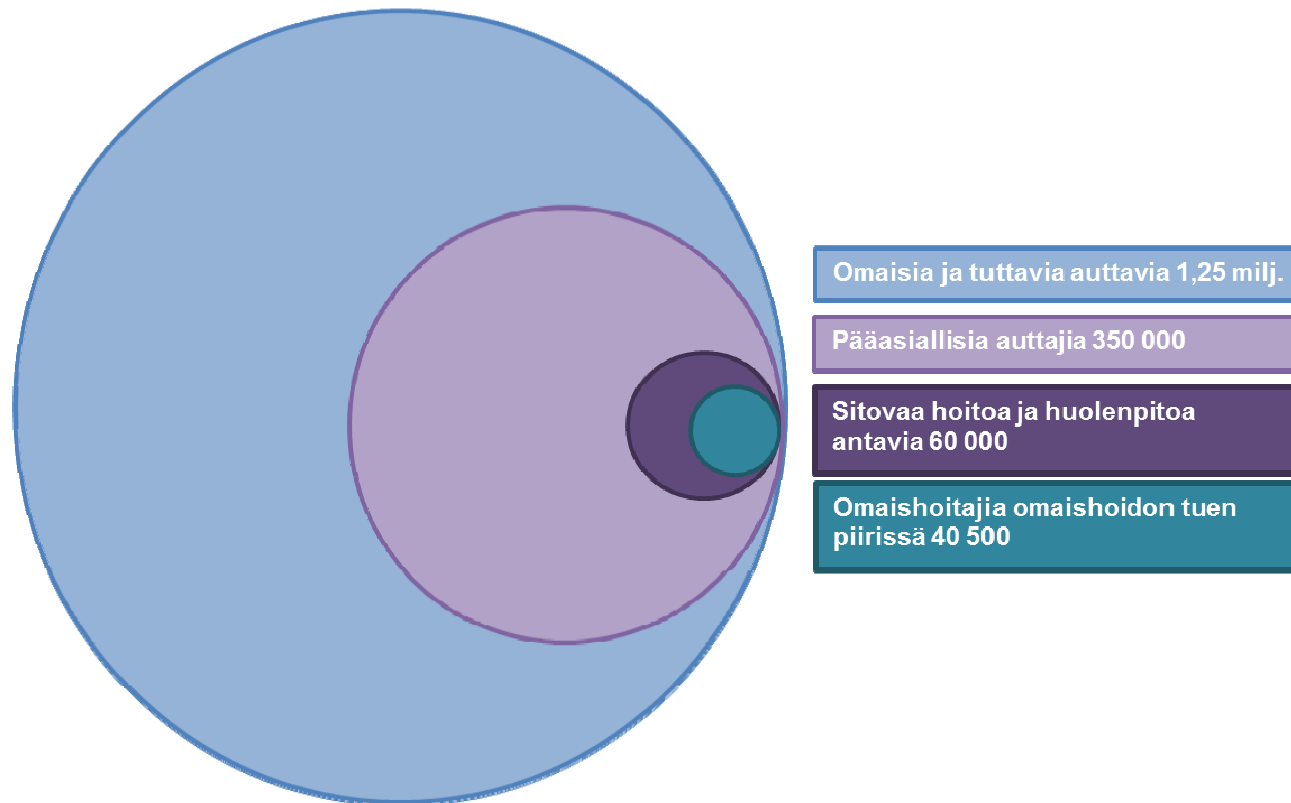 Omaisia ja tuttavia auttavia 1,25 milj.
Pääasiallisia auttajia 350 000
Sitovaa hoitoa ja huolenpitoa
antavia 60 000
Omaishoitajia omaishoidon tuen
piirissä 40 500